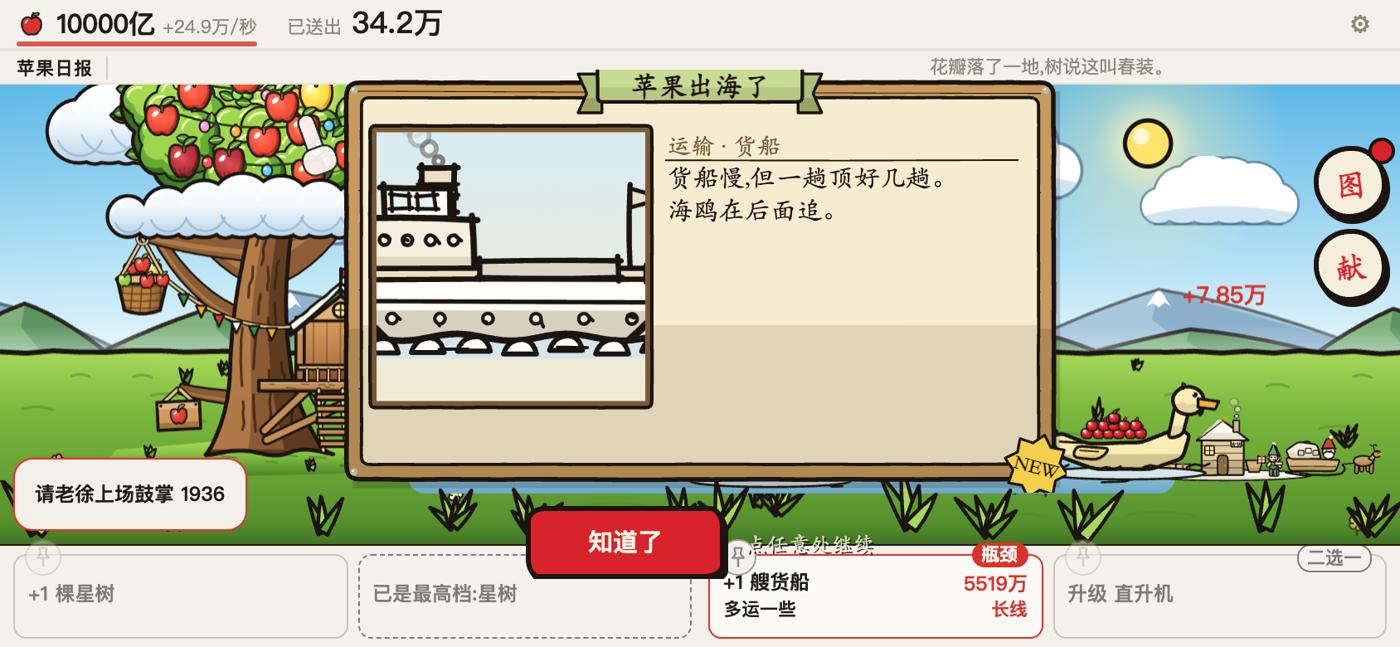 10000亿 +24.9万/秒 已送出 34.2万
苹果日报
花瓣落了一地,树说这叫春装。
苹果出海了
运输 · 货船
货船慢,但一趟顶好几趟。
海鸥在后面追。
图
献
+7.85万
NEW
请老徐上场鼓掌 1936
知道了
点任意处继续
+1 棵星树
已是最高档:星树
瓶颈
+1 艘货船 5519万
多运一些 长线
二选一
升级 直升机